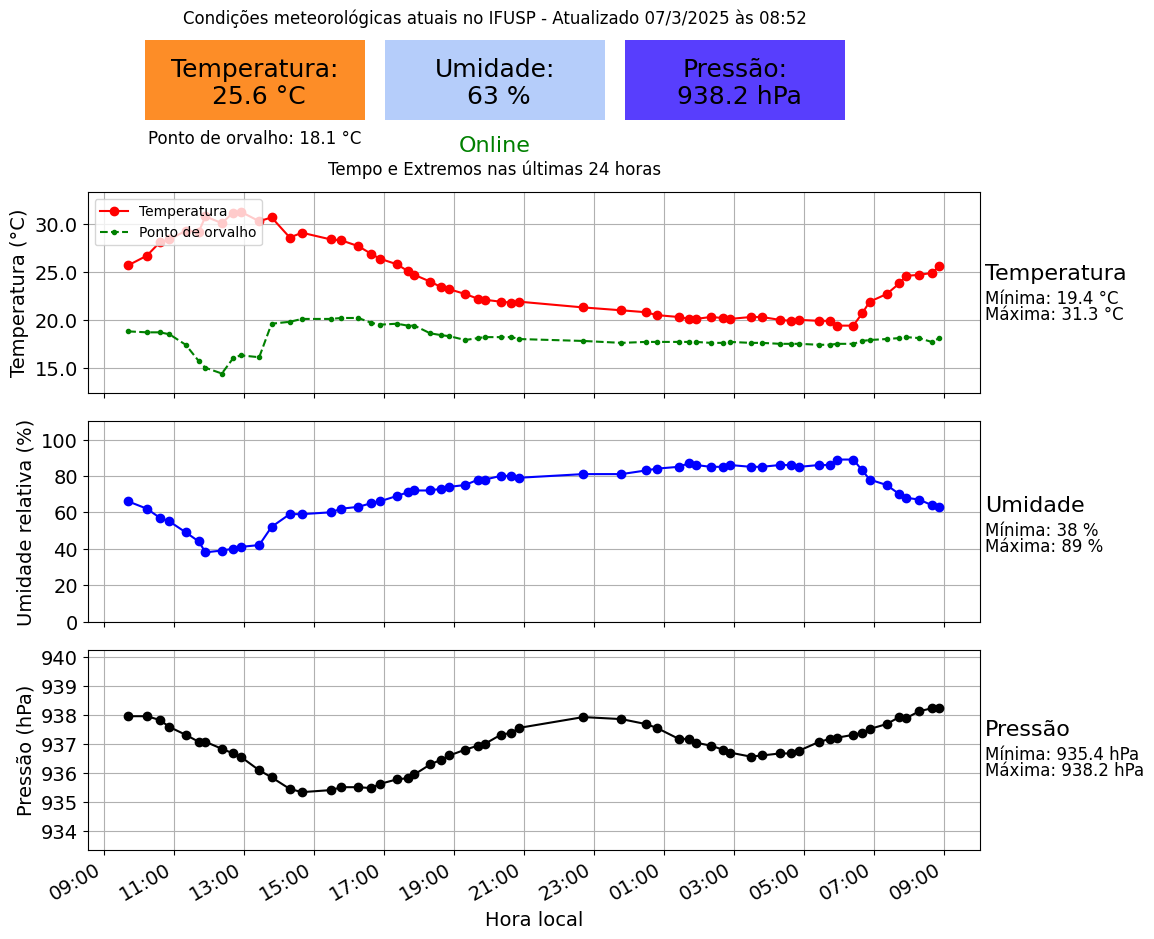 Condições meteorológicas atuais no IFUSP - Atualizado 07/3/2025 às 08:52
Temperatura:
25.6 °C
Umidade:
63 %
Pressão:
938.2 hPa
Ponto de orvalho: 18.1 °C
Online
Tempo e Extremos nas últimas 24 horas
Temperatura (°C)
30.0
25.0
20.0
15.0
Temperatura
Ponto de orvalho
Temperatura
Mínima: 19.4 °C
Máxima: 31.3 °C
Umidade relativa (%)
100
80
60
40
20
0
Umidade
Mínima: 38 %
Máxima: 89 %
Pressão (hPa)
940
939
938
937
936
935
934
Pressão
Mínima: 935.4 hPa
Máxima: 938.2 hPa
09:00 11:00 13:00 15:00 17:00 19:00 21:00 23:00 01:00 03:00 05:00 07:00 09:00
Hora local